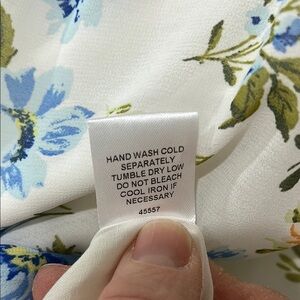 HAND WASH COLD
SEPARATELY
TUMBLE DRY LOW
DO NOT BLEACH
COOL IRON IF
NECESSARY
45557